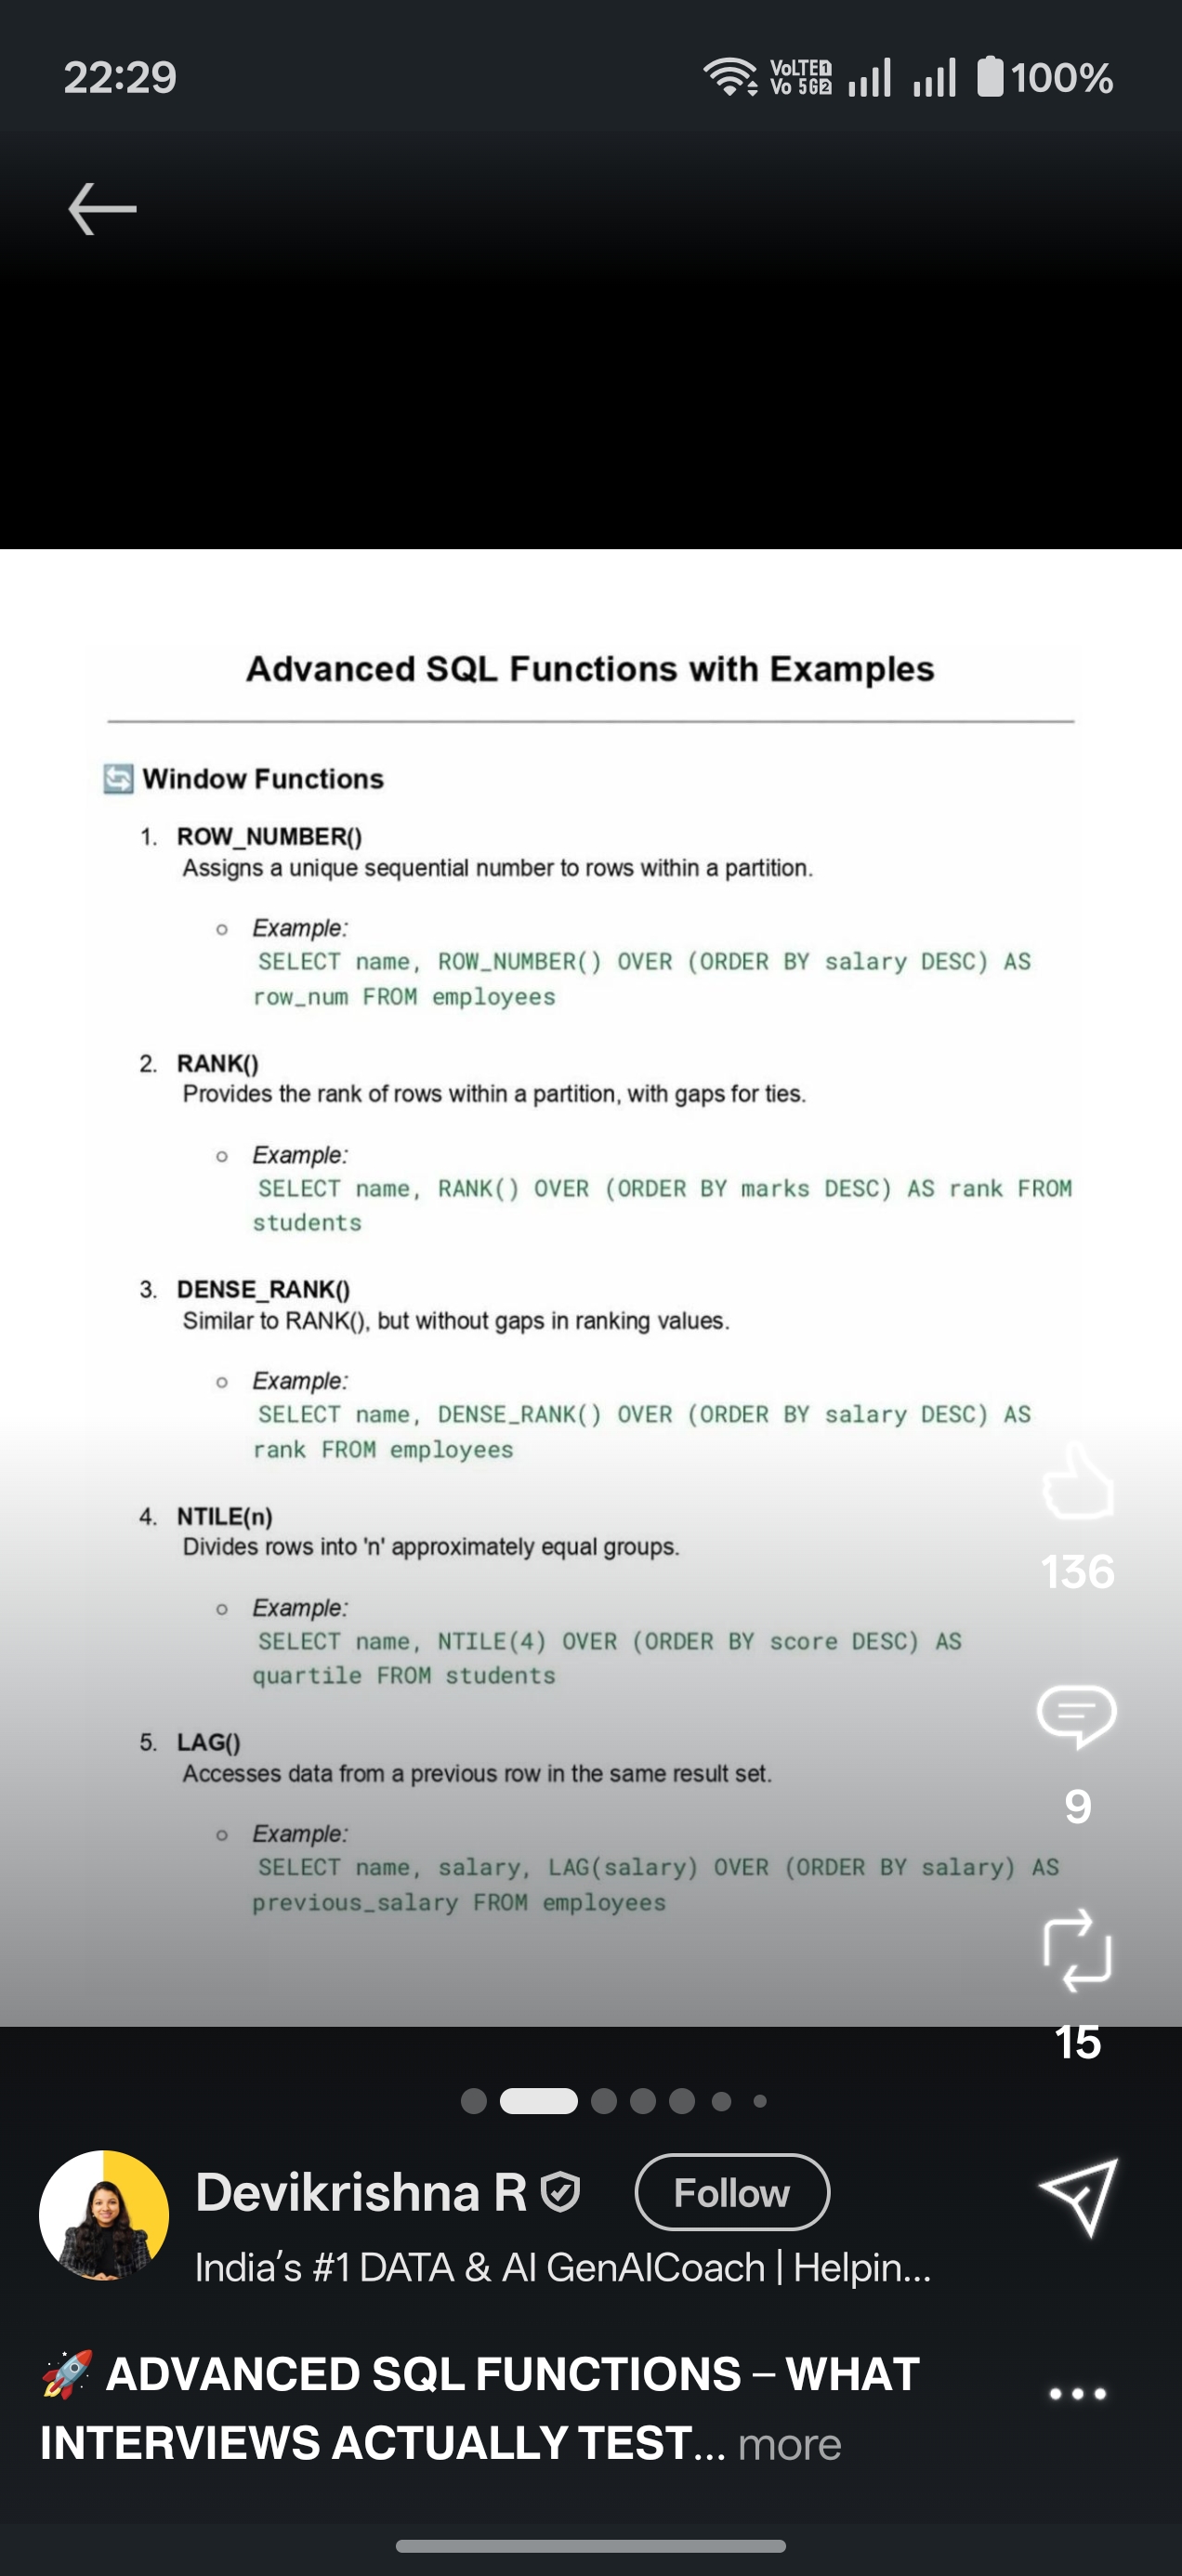 22:29
VoLTE1
Vo 5G2
100%
Advanced SQL Functions with Examples
Window Functions
1. ROW_NUMBER()
Assigns a unique sequential number to rows within a partition.
○ Example:
SELECT name, ROW_NUMBER() OVER (ORDER BY salary DESC) AS
row_num FROM employees
2. RANK()
Provides the rank of rows within a partition, with gaps for ties.
○ Example:
SELECT name, RANK() OVER (ORDER BY marks DESC) AS rank FROM
students
3. DENSE_RANK()
Similar to RANK(), but without gaps in ranking values.
○ Example:
SELECT name, DENSE_RANK() OVER (ORDER BY salary DESC) AS
rank FROM employees
4. NTILE(n)
Divides rows into 'n' approximately equal groups.
○ Example:
SELECT name, NTILE(4) OVER (ORDER BY score DESC) AS
quartile FROM students
5. LAG()
Accesses data from a previous row in the same result set.
○ Example:
SELECT name, salary, LAG(salary) OVER (ORDER BY salary) AS
previous_salary FROM employees
136
9
15
Devikrishna R
Follow
India’s #1 DATA & AI GenAICoach | Helpin...
🚀 ADVANCED SQL FUNCTIONS – WHAT
INTERVIEWS ACTUALLY TEST... more